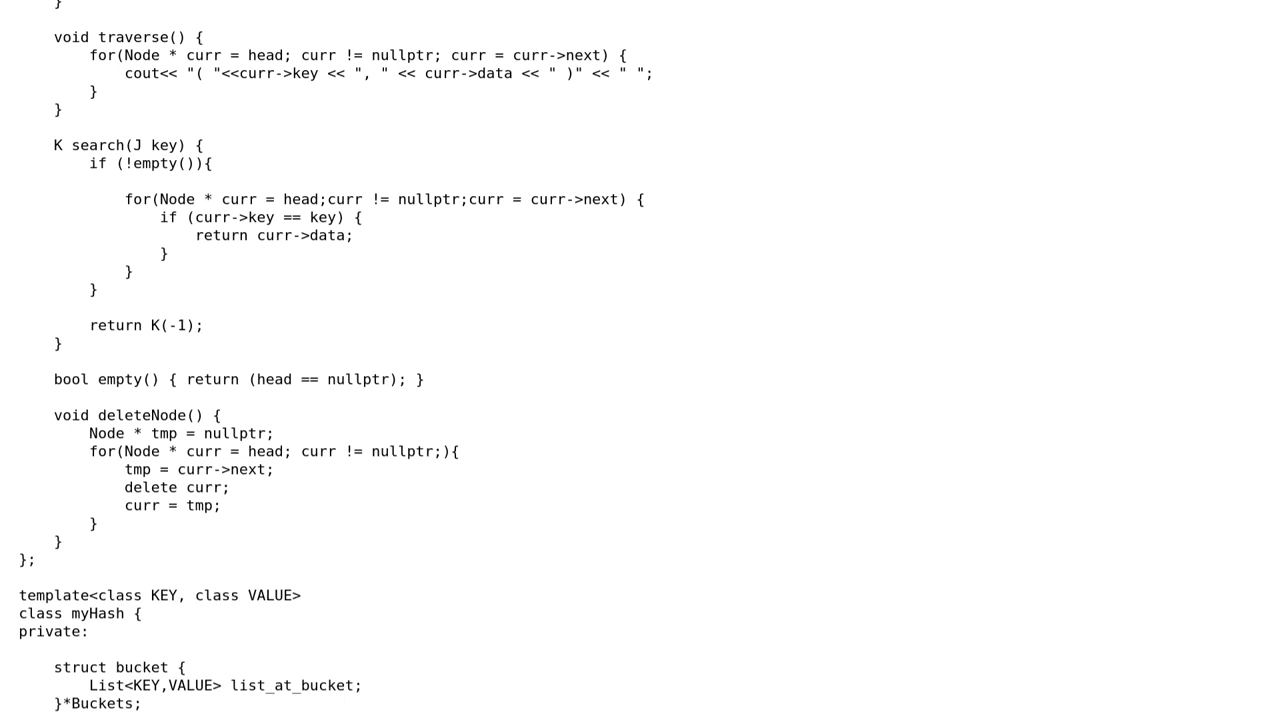 }

    void traverse() {
        for(Node * curr = head; curr != nullptr; curr = curr->next) {
            cout<< "( "<<curr->key << ", " << curr->data << " )" << " ";
        }
    }

    K search(J key) {
        if (!empty()){

            for(Node * curr = head;curr != nullptr;curr = curr->next) {
                if (curr->key == key) {
                    return curr->data;
                }
            }
        }

        return K(-1);
    }

    bool empty() { return (head == nullptr); }

    void deleteNode() {
        Node * tmp = nullptr;
        for(Node * curr = head; curr != nullptr;){
            tmp = curr->next;
            delete curr;
            curr = tmp;
        }
    }
};

template<class KEY, class VALUE>
class myHash {
private:

    struct bucket {
        List<KEY,VALUE> list_at_bucket;
    }*Buckets;